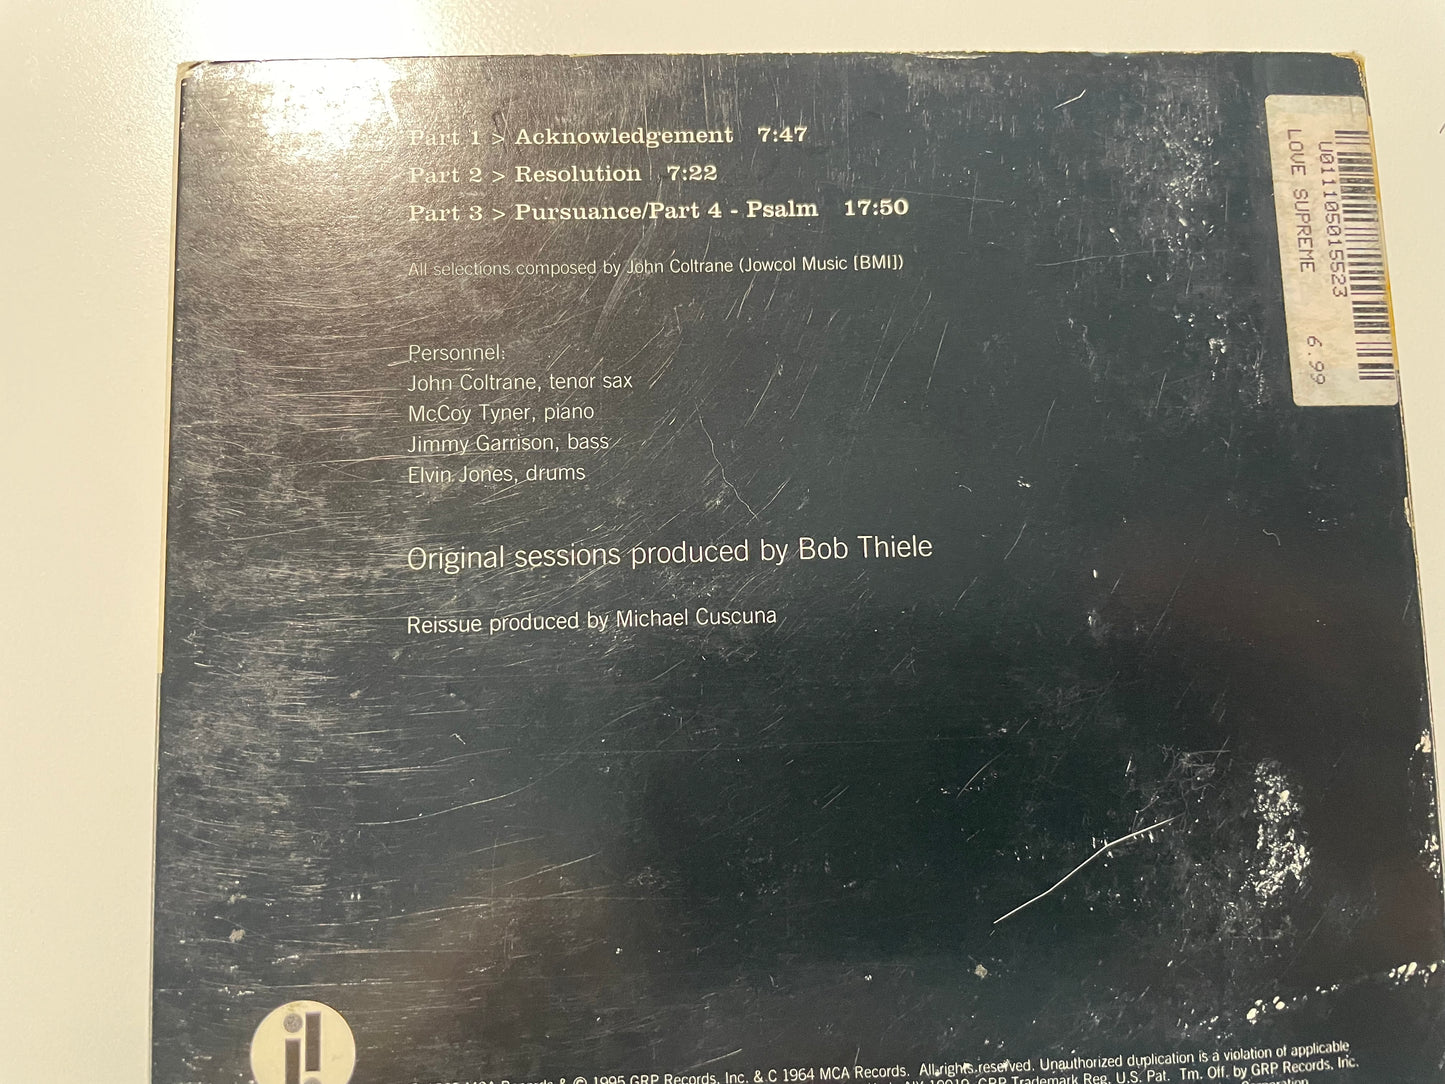 Part 1 > Acknowledgement 7:47
Part 2 > Resolution 7:22
Part 3 > Pursuance/Part 4 - Psalm 17:50
All selections composed by John Coltrane (Jowcol Music [BMI])
Personnel:
John Coltrane, tenor sax
McCoy Tyner, piano
Jimmy Garrison, bass
Elvin Jones, drums
Original sessions produced by Bob Thiele
Reissue produced by Michael Cuscuna
U011105015523
LOVE SUPREME 6.99
& © 1995 GRP Records, Inc. & C 1964 MCA Records. All rights reserved. Unauthorized duplication is a violation of applicable
GRP Trademark Reg. U.S. Pat. Tm. Off. by GRP Records, Inc.
Corporation